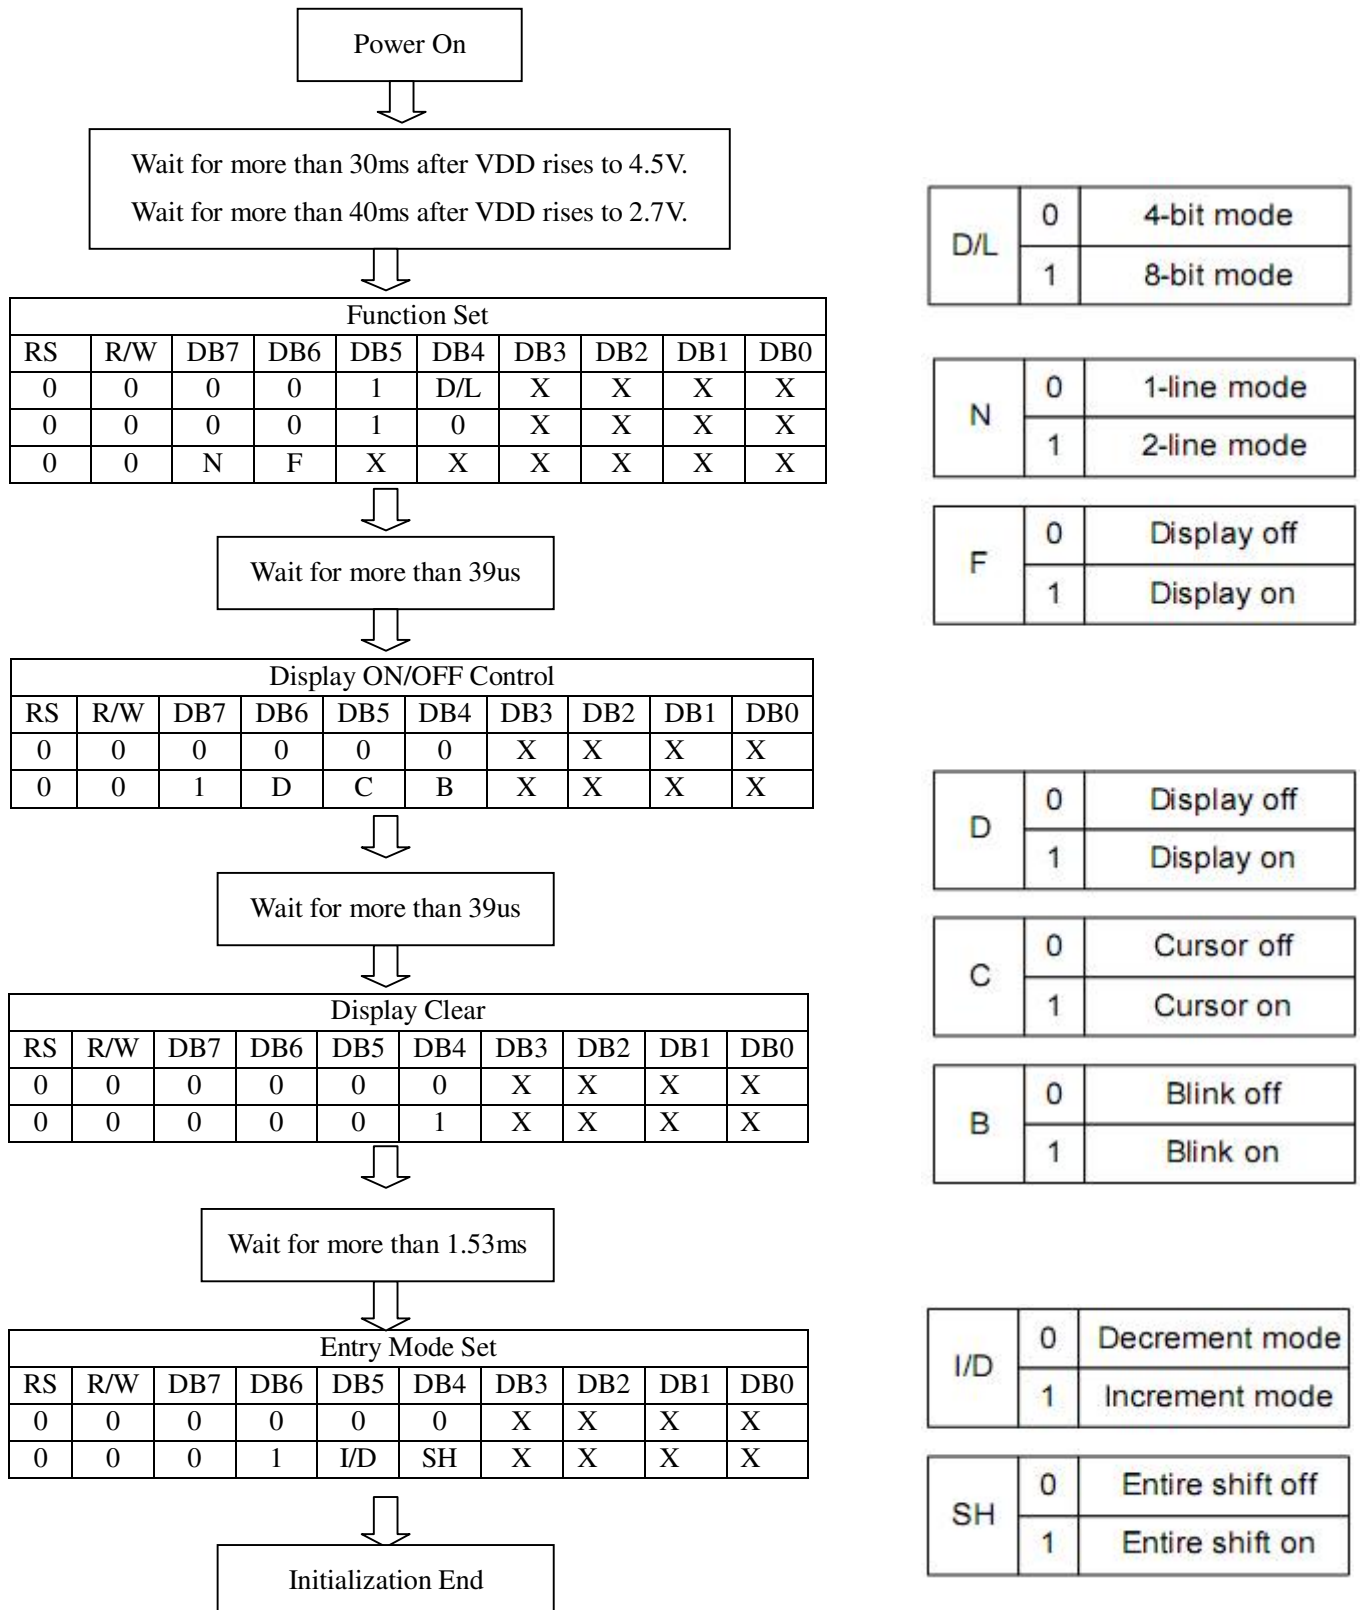 Power On
Wait for more than 30ms after VDD rises to 4.5V.
Wait for more than 40ms after VDD rises to 2.7V.
Function Set
RS R/W DB7 DB6 DB5 DB4 DB3 DB2 DB1 DB0
0 0 0 0 1 D/L X X X X
0 0 0 0 1 0 X X X X
0 0 N F X X X X X X
Wait for more than 39us
Display ON/OFF Control
RS R/W DB7 DB6 DB5 DB4 DB3 DB2 DB1 DB0
0 0 0 0 0 0 X X X X
0 0 1 D C B X X X X
Wait for more than 39us
Display Clear
RS R/W DB7 DB6 DB5 DB4 DB3 DB2 DB1 DB0
0 0 0 0 0 0 X X X X
0 0 0 0 0 1 X X X X
Wait for more than 1.53ms
Entry Mode Set
RS R/W DB7 DB6 DB5 DB4 DB3 DB2 DB1 DB0
0 0 0 0 0 0 X X X X
0 0 0 1 I/D SH X X X X
Initialization End
D/L
0 4-bit mode
1 8-bit mode
N
0 1-line mode
1 2-line mode
F
0 Display off
1 Display on
D
0 Display off
1 Display on
C
0 Cursor off
1 Cursor on
B
0 Blink off
1 Blink on
I/D
0 Decrement mode
1 Increment mode
SH
0 Entire shift off
1 Entire shift on